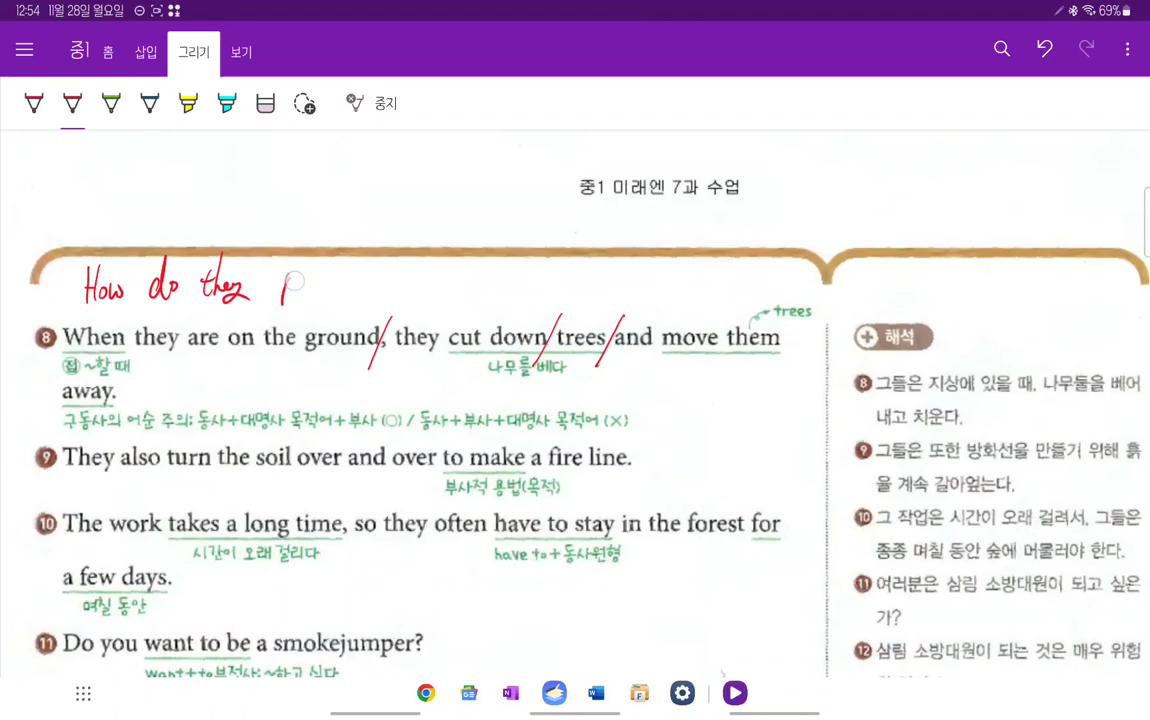 12:54 11월 28일 월요일 69%
중1 홈 삽입 그리기 보기
중지
중1 미래엔 7과 수업
How do they
trees
8 When they are on the ground, they cut down trees and move them
접 ~할 때 나무를 베다
away.
구동사의 어순 주의: 동사+대명사 목적어+부사 (○) / 동사+부사+대명사 목적어 (×)
9 They also turn the soil over and over to make a fire line.
부사적 용법(목적)
10 The work takes a long time, so they often have to stay in the forest for
시간이 오래 걸리다 have to+동사원형
a few days.
며칠 동안
11 Do you want to be a smokejumper?
want+to부정사: ~하고 싶다
해석
8 그들은 지상에 있을 때, 나무둘을 베어
내고 치운다.
9 그들은 또한 방화선을 만들기 위해 흙
을 계속 갈아엎는다.
10 그 작업은 시간이 오래 걸려서, 그들은
종종 며칠 동안 숲에 머물러야 한다.
11 여러분은 삼림 소방대원이 되고 싶은
가?
12 삼림 소방대원이 되는 것은 매우 위험